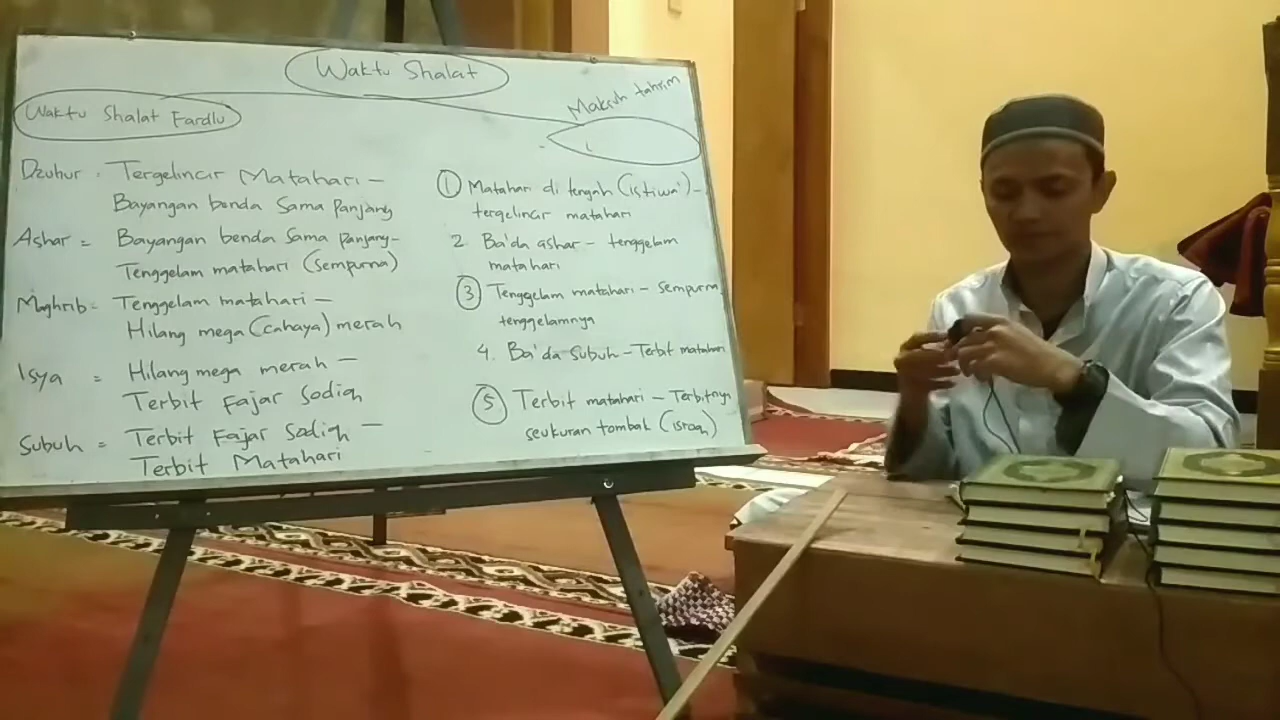 Waktu Shalat
Waktu Shalat Fardlu
Dzuhur : Tergelincir Matahari -
Bayangan benda Sama Panjang
Ashar = Bayangan benda Sama Panjang -
Tenggelam matahari (Sempurna)
Maghrib = Tenggelam matahari -
Hilang mega (cahaya) merah
Isya = Hilang mega merah -
Terbit Fajar Sodiq
Subuh = Terbit Fajar Sodiq -
Terbit Matahari
Makruh tahrim
1 Matahari di tengah (istiwa') -
tergelincir matahari
2. Ba'da ashar - tenggelam
matahari
3 Tenggelam matahari - Sempurna
tenggelamnya
4. Ba'da Subuh - Terbit matahari
5 Terbit matahari - Terbitnya
seukuran tombak (isroq)